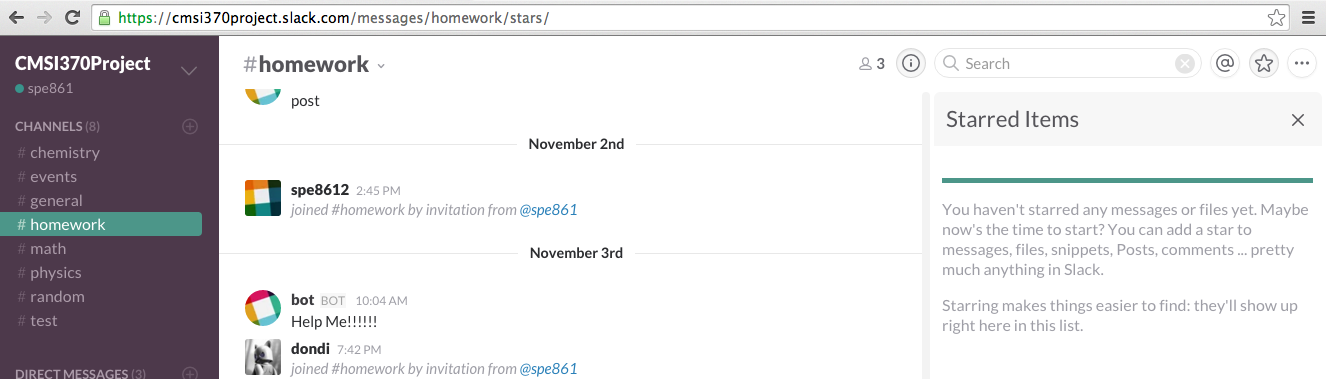 https://cmsi370project.slack.com/messages/homework/stars/
CMSI370Project
spe861
CHANNELS (8)
# chemistry
# events
# general
# homework
# math
# physics
# random
# test
DIRECT MESSAGES (3)
#homework
3
Search
post
November 2nd
spe8612 2:45 PM
joined #homework by invitation from @spe861
November 3rd
bot BOT 10:04 AM
Help Me!!!!!!
dondi 7:42 PM
joined #homework by invitation from @spe861
Starred Items
You haven't starred any messages or files yet. Maybe
now's the time to start? You can add a star to
messages, files, snippets, Posts, comments ... pretty
much anything in Slack.
Starring makes things easier to find: they'll show up
right here in this list.